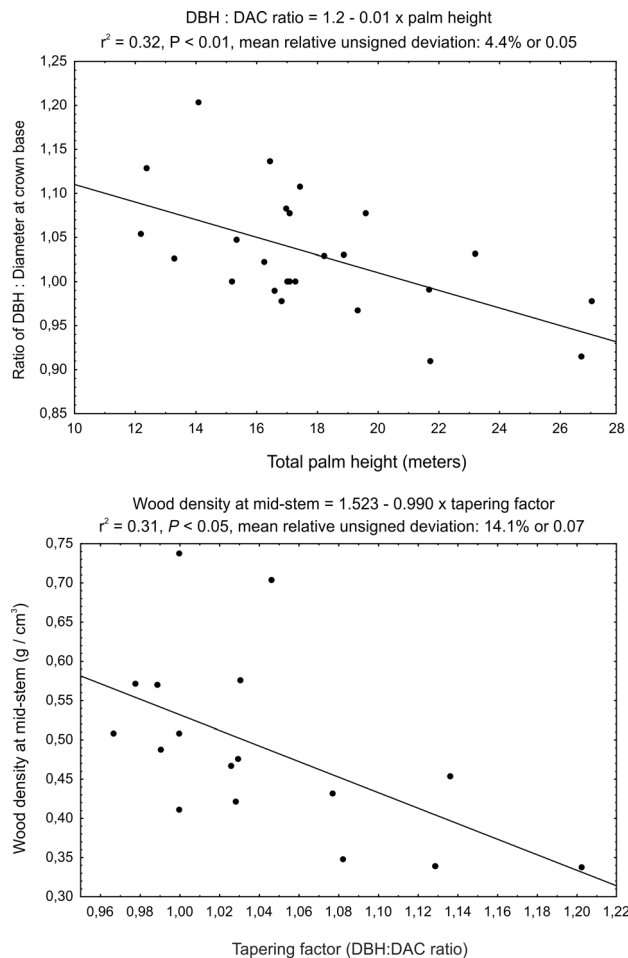 DBH : DAC ratio = 1.2 - 0.01 x palm height
r² = 0.32, P < 0.01, mean relative unsigned deviation: 4.4% or 0.05
1,25
1,20
1,15
1,10
1,05
1,00
0,95
0,90
0,85
Ratio of DBH : Diameter at crown base
10 12 14 16 18 20 22 24 26 28
Total palm height (meters)
Wood density at mid-stem = 1.523 - 0.990 x tapering factor
r² = 0.31, P < 0.05, mean relative unsigned deviation: 14.1% or 0.07
0,75
0,70
0,65
0,60
0,55
0,50
0,45
0,40
0,35
0,30
Wood density at mid-stem (g / cm³)
0,96 0,98 1,00 1,02 1,04 1,06 1,08 1,10 1,12 1,14 1,16 1,18 1,20 1,22
Tapering factor (DBH:DAC ratio)